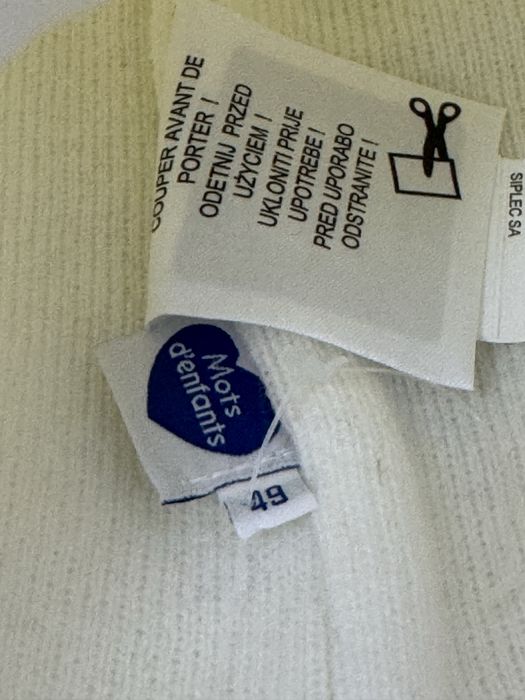 COUPER AVANT DE
PORTER !
ODETNIJ PRZED
UŻYCIEM !
UKLONITI PRIJE
UPOTREBE !
PRED UPORABO
ODSTRANITE !
SIPLEC SA
Mots
d'enfants
49